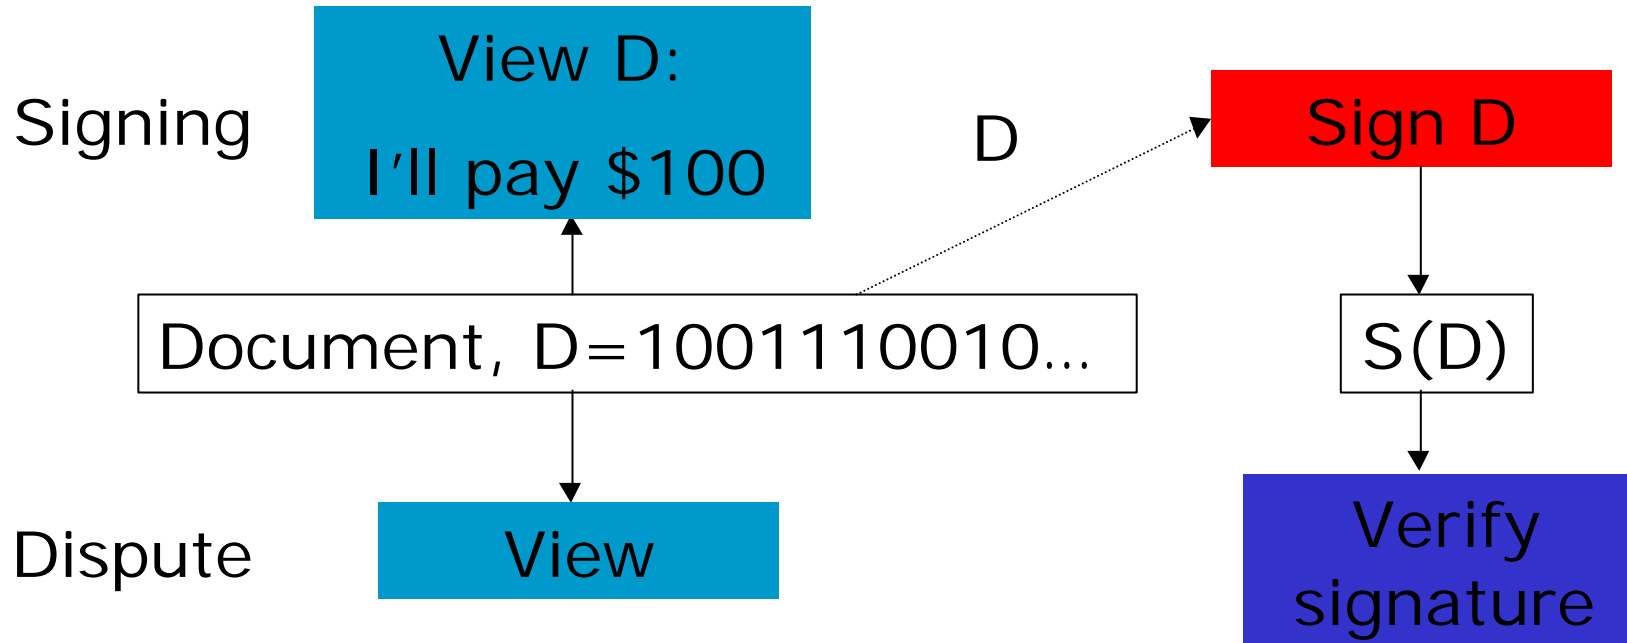 Signing
View D:
I'll pay $100
D
Sign D
Document, D=1001110010...
S(D)
Dispute
View
Verify
signature